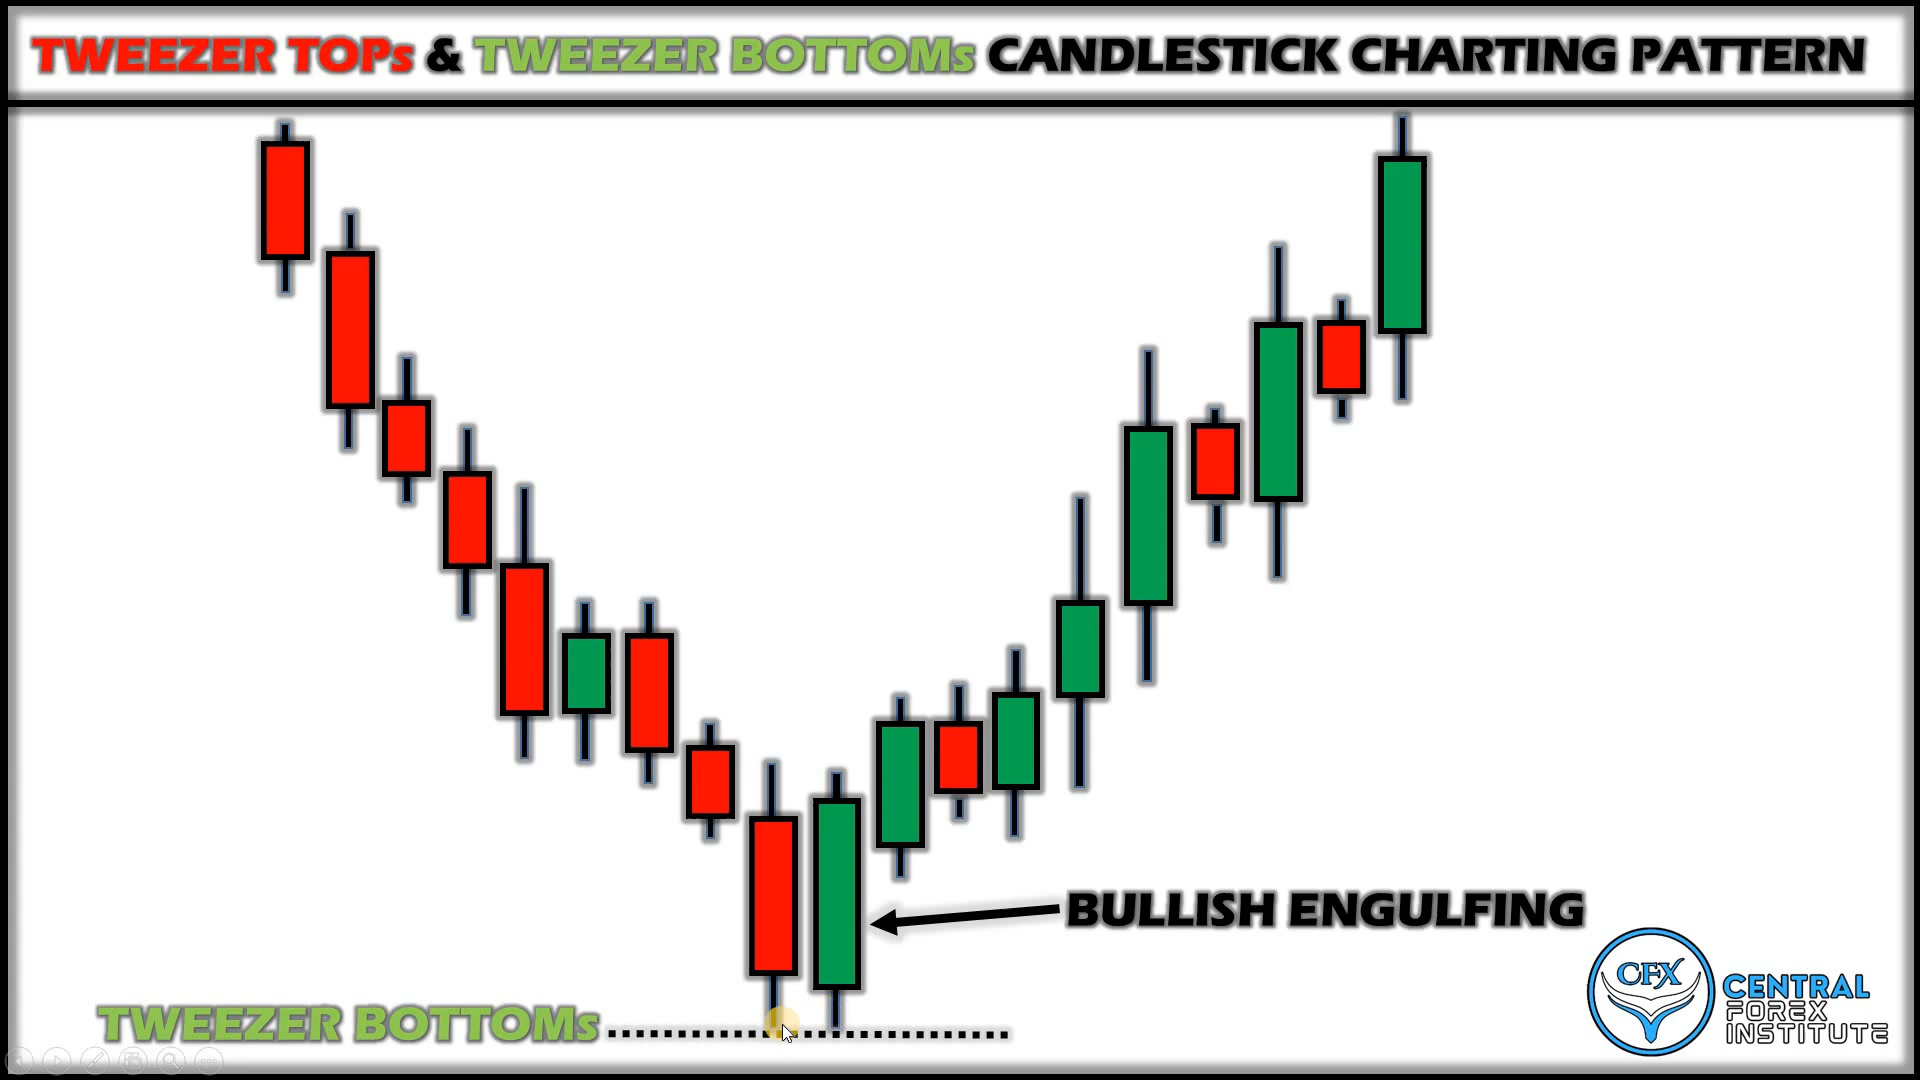 TWEEZER TOPs & TWEEZER BOTTOMs CANDLESTICK CHARTING PATTERN
BULLISH ENGULFING
TWEEZER BOTTOMs
CFX
CENTRAL
FOREX
INSTITUTE